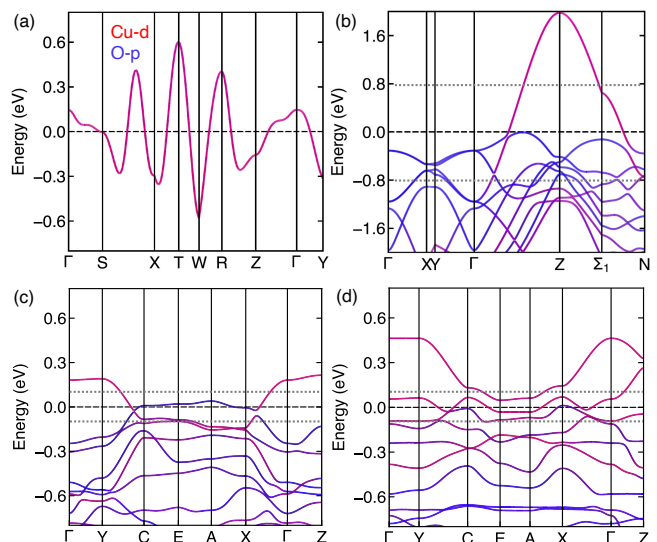 (a)
Cu-d
O-p
Energy (eV)
0.6
0.3
0.0
−0.3
−0.6
Γ S X T W R Z Γ Y
(b)
Energy (eV)
1.6
0.8
0.0
−0.8
−1.6
Γ X Y Γ Z Σ₁ N
(c)
Energy (eV)
0.6
0.3
0.0
−0.3
−0.6
Γ Y C E A X Γ Z
(d)
Energy (eV)
0.6
0.3
0.0
−0.3
−0.6
Γ Y C E A X Γ Z